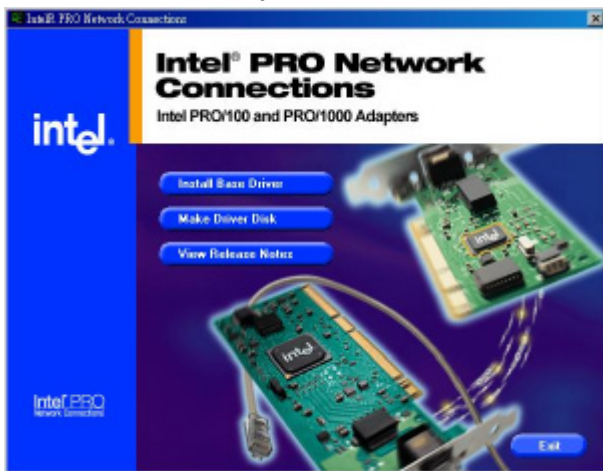 IntelR PRO Network Connections
Intel® PRO Network
Connections
Intel PRO/100 and PRO/1000 Adapters
intel.
Install Base Driver
Make Driver Disk
View Release Notes
intel
intel
Intel PRO
Network Connections
Exit